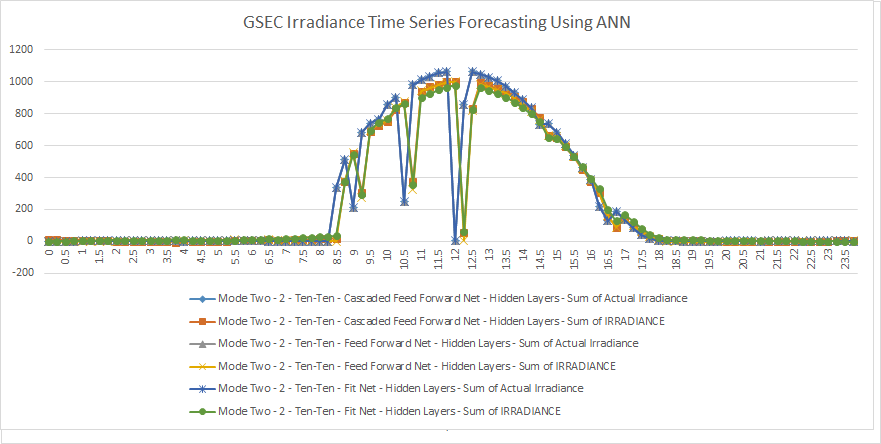 GSEC Irradiance Time Series Forecasting Using ANN
1200
1000
800
600
400
200
0
-200
0 0.5 1 1.5 2 2.5 3 3.5 4 4.5 5 5.5 6 6.5 7 7.5 8 8.5 9 9.5 10 10.5 11 11.5 12 12.5 13 13.5 14 14.5 15 15.5 16 16.5 17 17.5 18 18.5 19 19.5 20 20.5 21 21.5 22 22.5 23 23.5
Mode Two - 2 - Ten-Ten - Cascaded Feed Forward Net - Hidden Layers - Sum of Actual Irradiance
Mode Two - 2 - Ten-Ten - Cascaded Feed Forward Net - Hidden Layers - Sum of IRRADIANCE
Mode Two - 2 - Ten-Ten - Feed Forward Net - Hidden Layers - Sum of Actual Irradiance
Mode Two - 2 - Ten-Ten - Feed Forward Net - Hidden Layers - Sum of IRRADIANCE
Mode Two - 2 - Ten-Ten - Fit Net - Hidden Layers - Sum of Actual Irradiance
Mode Two - 2 - Ten-Ten - Fit Net - Hidden Layers - Sum of IRRADIANCE